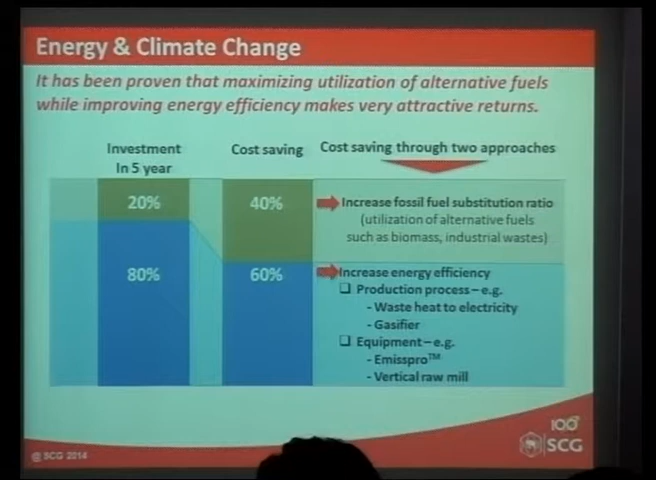 Energy & Climate Change
It has been proven that maximizing utilization of alternative fuels
while improving energy efficiency makes very attractive returns.
Investment
In 5 year
Cost saving
Cost saving through two approaches
20%
40%
Increase fossil fuel substitution ratio
(utilization of alternative fuels
such as biomass, industrial wastes)
80%
60%
Increase energy efficiency
❑ Production process – e.g.
- Waste heat to electricity
- Gasifier
❑ Equipment – e.g.
- Emisspro™
- Vertical raw mill
@ SCG 2014
100
SCG